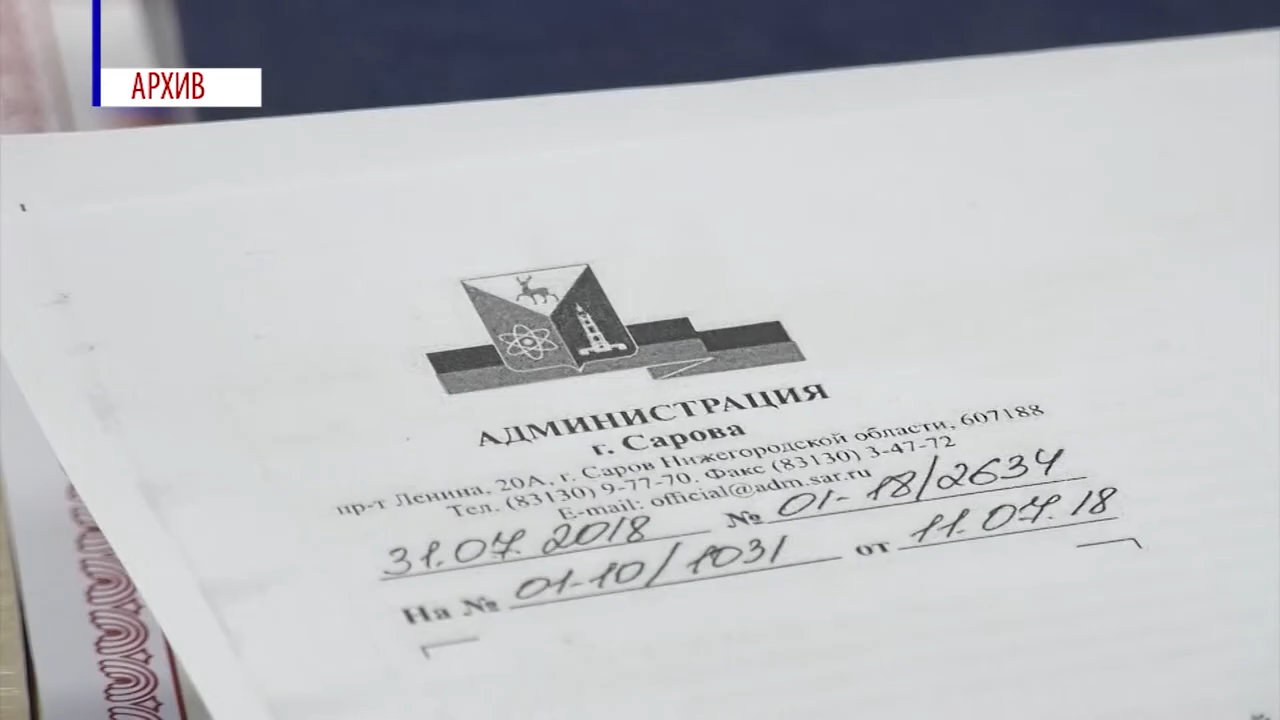 АРХИВ
АДМИНИСТРАЦИЯ
г. Сарова
пр-т Ленина, 20А, г. Саров Нижегородской области, 607188
Тел. (83130) 9-77-70. Факс (83130) 3-47-72
E-mail: official@adm.sar.ru
31.07.2018 № 01-18/2634
На № 01-10/1031 от 11.07.18